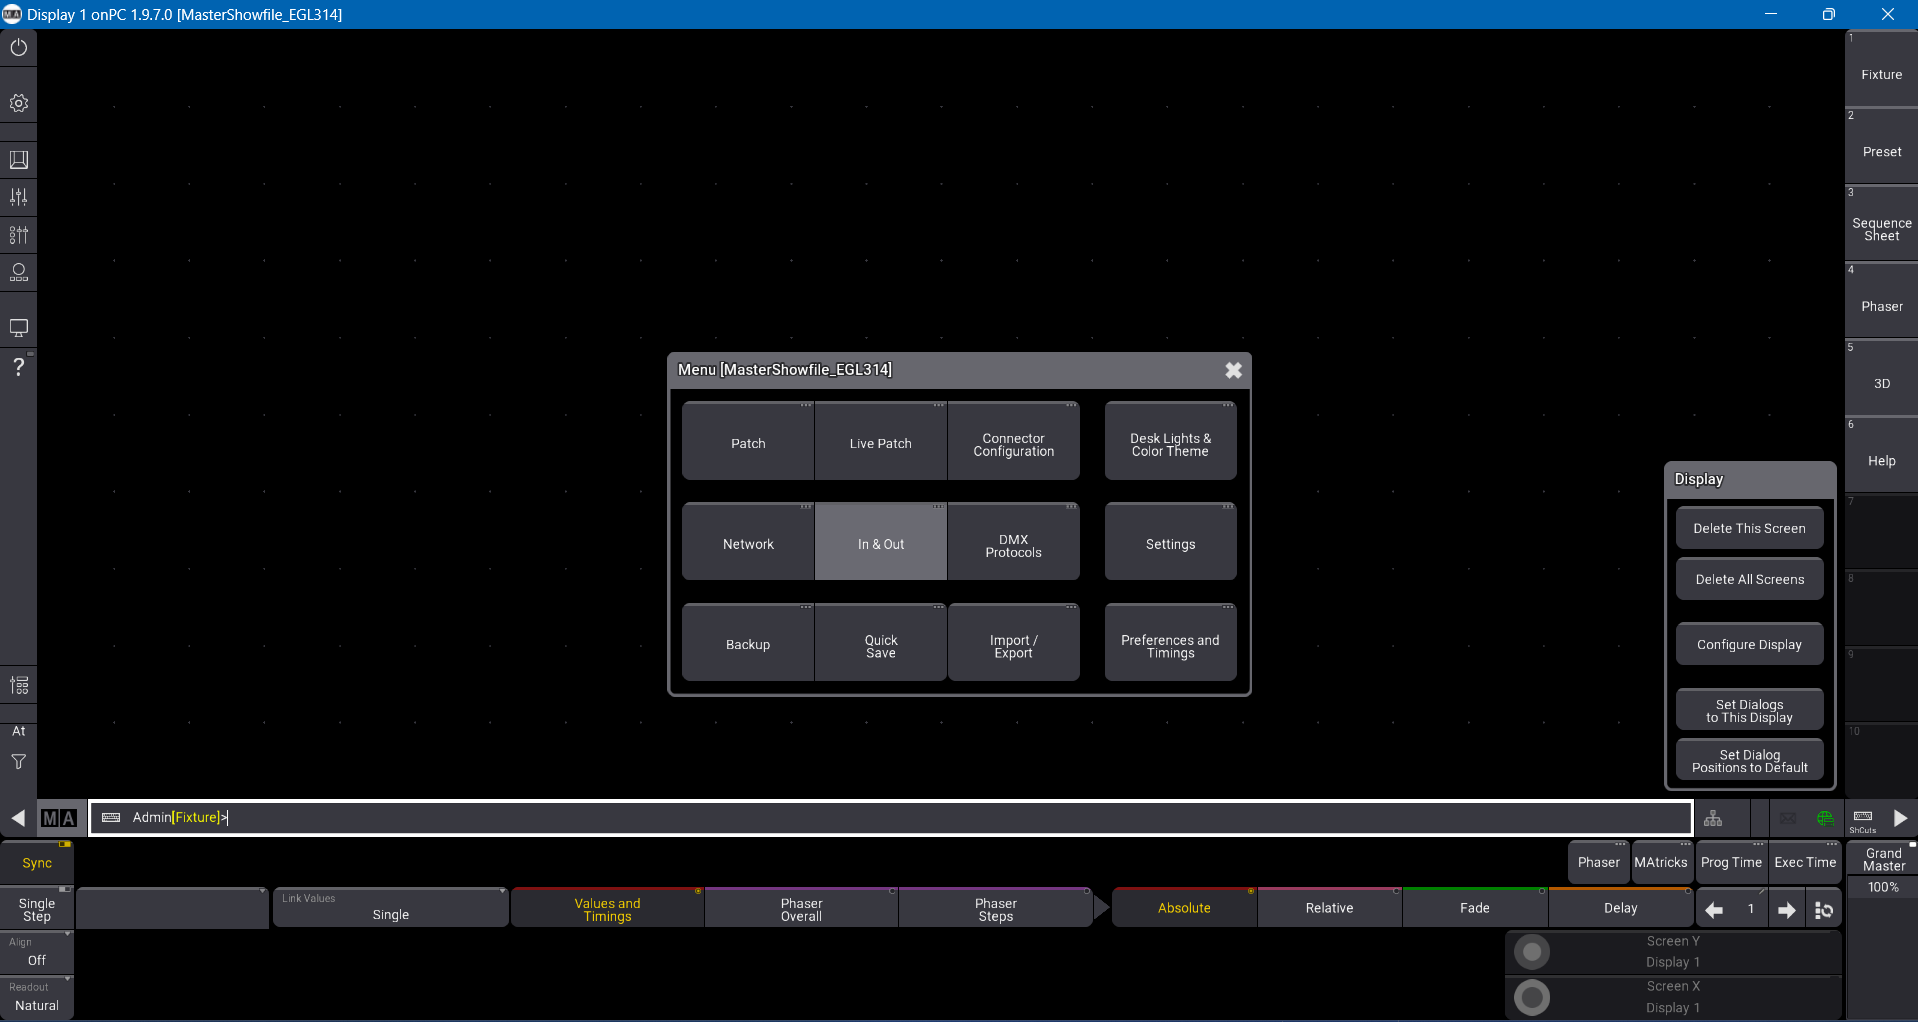 Display 1 onPC 1.9.7.0 [MasterShowfile_EGL314]
1
Fixture
2
Preset
3
Sequence
Sheet
4
Phaser
5
3D
6
Help
7
8
9
10
?
At
Menu [MasterShowfile_EGL314]
Patch
Live Patch
Connector
Configuration
Desk Lights &
Color Theme
Network
In & Out
DMX
Protocols
Settings
Backup
Quick
Save
Import /
Export
Preferences and
Timings
Display
Delete This Screen
Delete All Screens
Configure Display
Set Dialogs
to This Display
Set Dialog
Positions to Default
MA
Admin[Fixture]>
ShCuts
Sync
Phaser
MAtricks
Prog Time
Exec Time
Grand
Master
100%
Single
Step
Link Values
Single
Values and
Timings
Phaser
Overall
Phaser
Steps
Absolute
Relative
Fade
Delay
1
Align
Off
Readout
Natural
Screen Y
Display 1
Screen X
Display 1